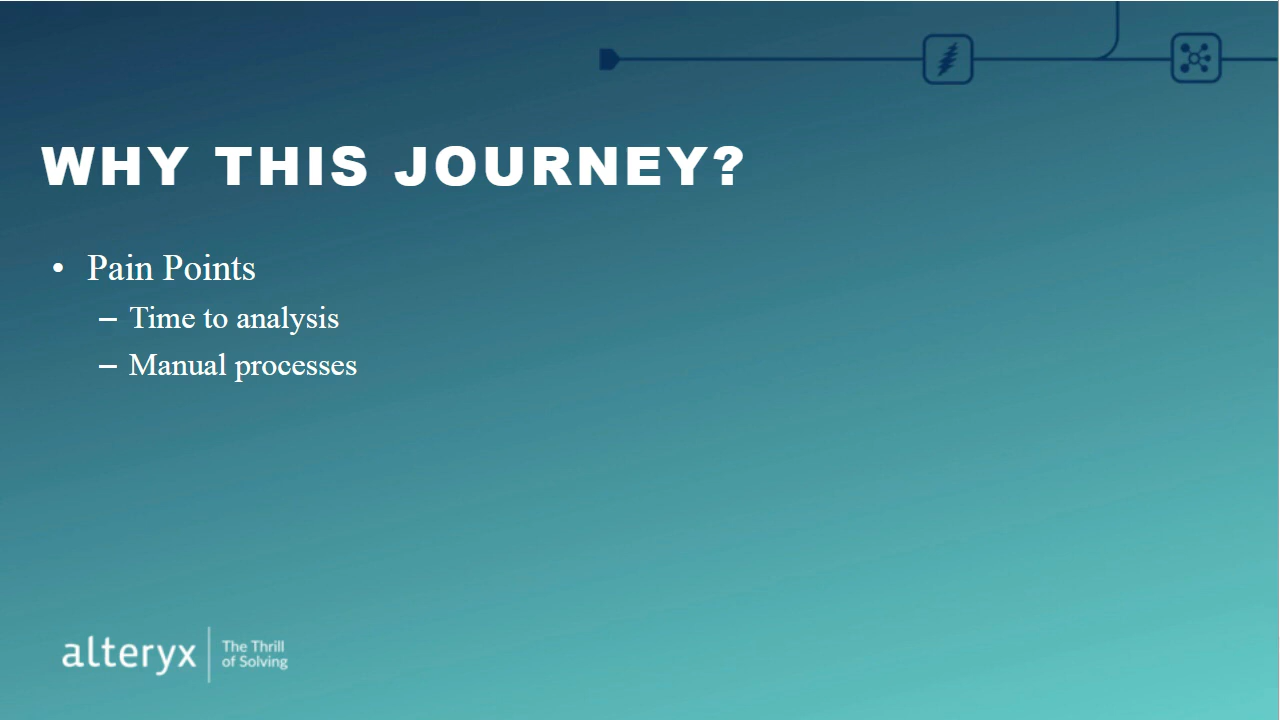 WHY THIS JOURNEY?
• Pain Points
– Time to analysis
– Manual processes
alteryx
The Thrill
of Solving